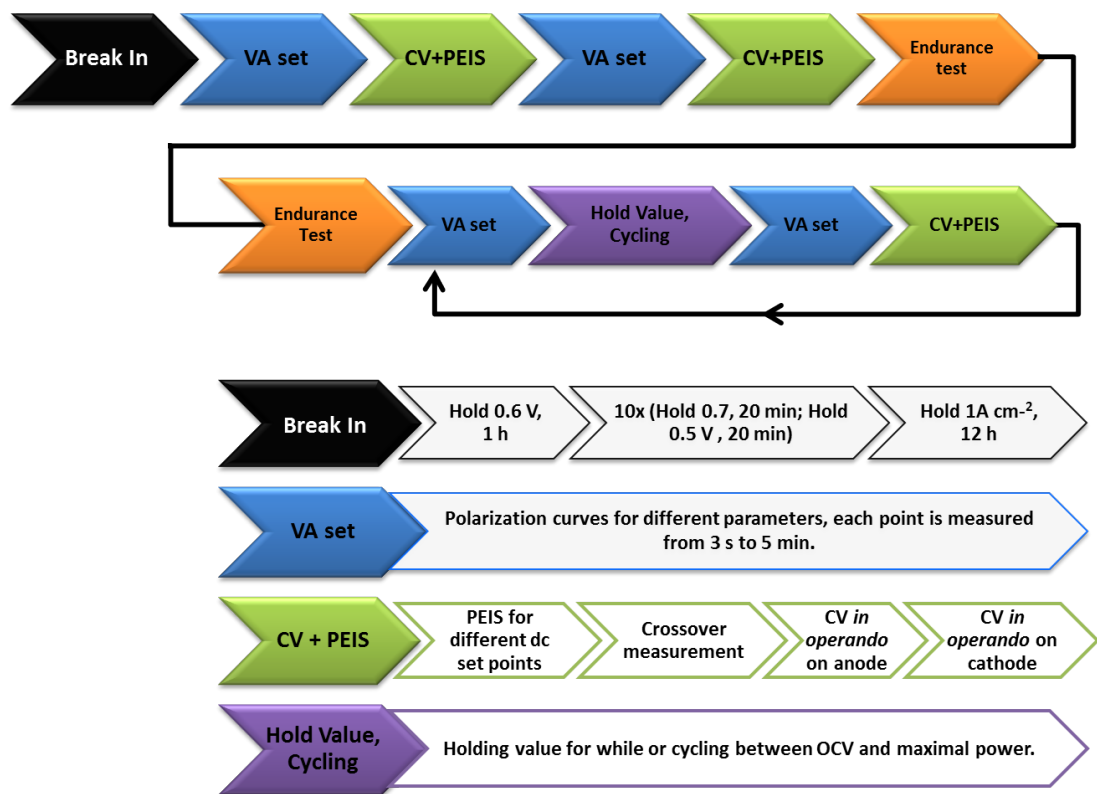 Break In
VA set
CV+PEIS
VA set
CV+PEIS
Endurance
test
Endurance
Test
VA set
Hold Value,
Cycling
VA set
CV+PEIS
Break In
Hold 0.6 V,
1 h
10x (Hold 0.7, 20 min; Hold
0.5 V , 20 min)
Hold 1A cm-²,
12 h
VA set
Polarization curves for different parameters, each point is measured
from 3 s to 5 min.
CV + PEIS
PEIS for
different dc
set points
Crossover
measurement
CV in
operando
on anode
CV in
operando on
cathode
Hold Value,
Cycling
Holding value for while or cycling between OCV and maximal power.